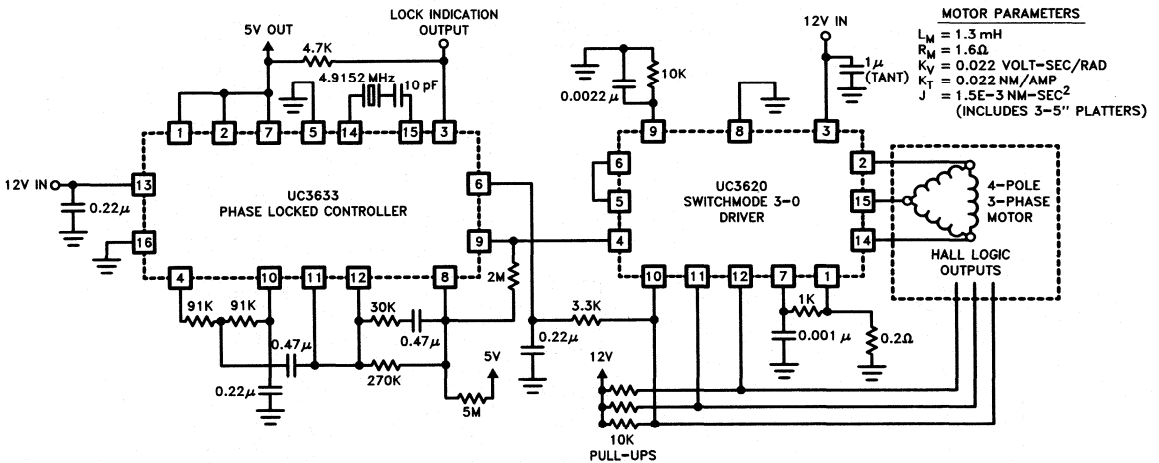 LOCK INDICATION
OUTPUT
5V OUT
4.7K
4.9152 MHz
10 pF
1
2
7
5
14
15
3
12V IN
13
0.22μ
16
UC3633
PHASE LOCKED CONTROLLER
6
9
4
10
11
12
8
91K
91K
0.47μ
0.22μ
30K
0.47μ
270K
2M
5V
5M
3.3K
0.22μ
0.0022μ
10K
12V IN
1μ
(TANT)
9
8
3
6
5
4
UC3620
SWITCHMODE 3-0
DRIVER
2
15
14
10
11
12
7
1
1K
0.001 μ
0.2Ω
12V
10K
PULL-UPS
4-POLE
3-PHASE
MOTOR
HALL LOGIC
OUTPUTS
MOTOR PARAMETERS
LM = 1.3 mH
RM = 1.6Ω
KV = 0.022 VOLT-SEC/RAD
KT = 0.022 NM/AMP
J = 1.5E-3 NM-SEC2
(INCLUDES 3-5" PLATTERS)